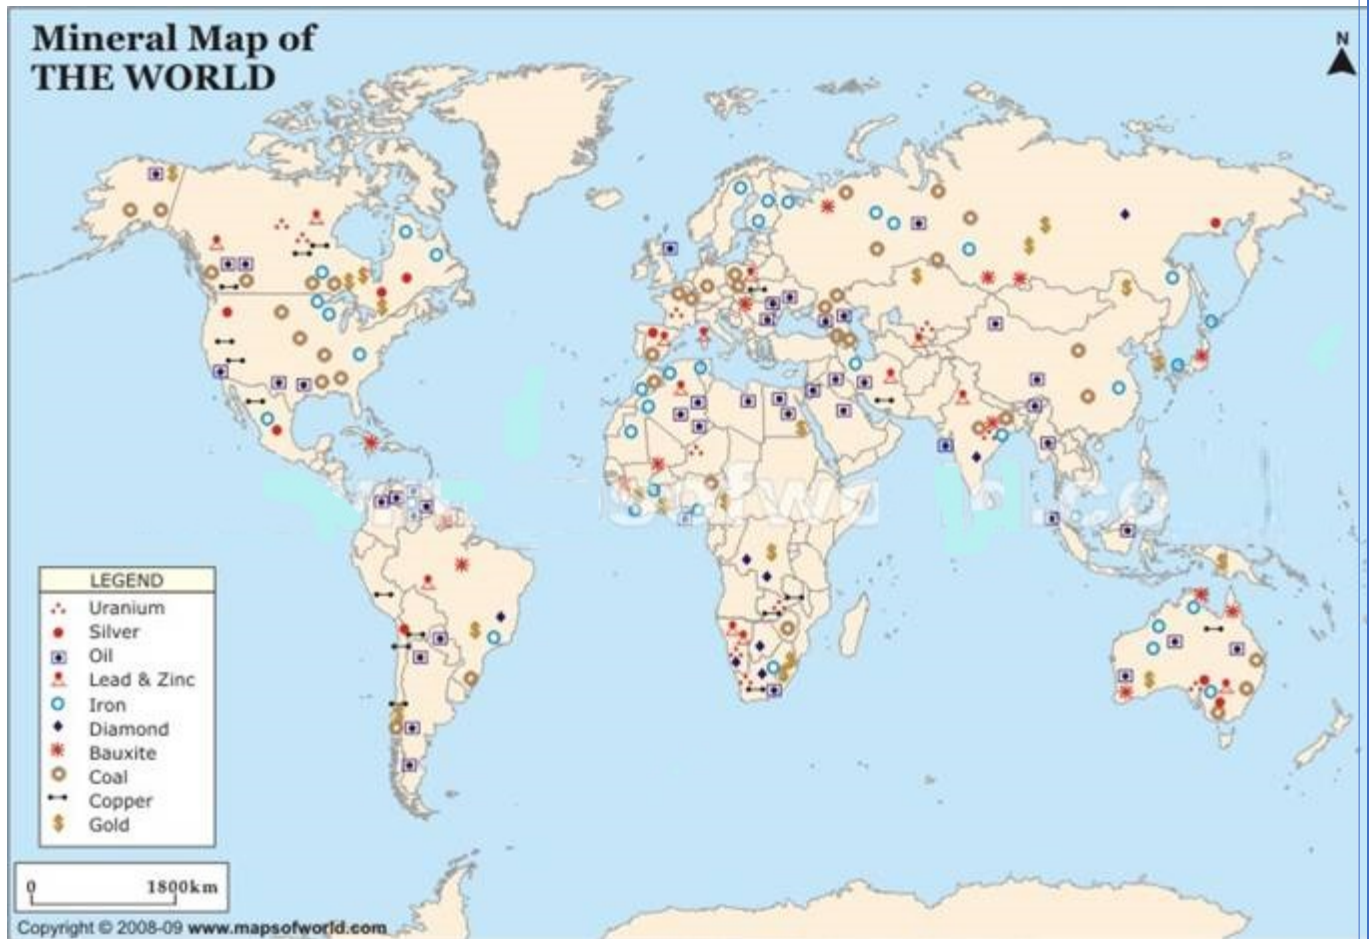 Mineral Map of
THE WORLD
N
LEGEND
Uranium
Silver
Oil
Lead & Zinc
Iron
Diamond
Bauxite
Coal
Copper
Gold
0 1800km
Copyright © 2008-09 www.mapsofworld.com